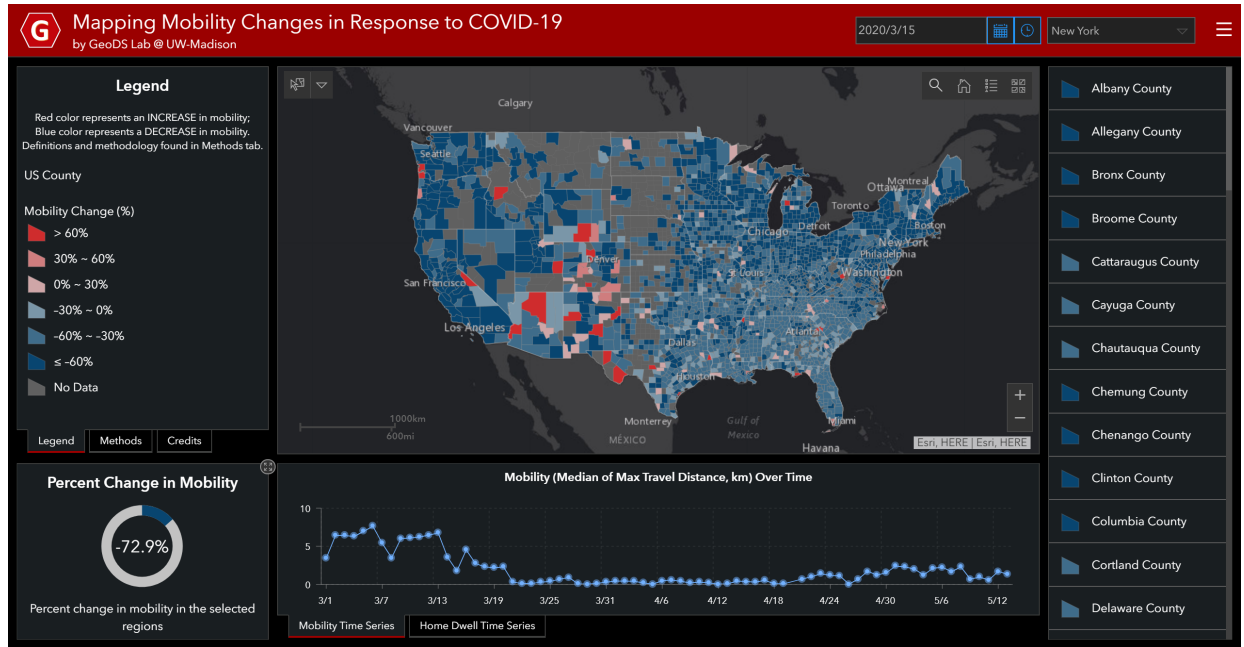 G
Mapping Mobility Changes in Response to COVID-19
by GeoDS Lab @ UW-Madison
2020/3/15
New York
Legend
Red color represents an INCREASE in mobility;
Blue color represents a DECREASE in mobility.
Definitions and methodology found in Methods tab.
US County
Mobility Change (%)
> 60%
30% ~ 60%
0% ~ 30%
-30% ~ 0%
-60% ~ -30%
≤ -60%
No Data
Legend
Methods
Credits
Calgary
Vancouver
Seattle
Montreal
Ottawa
Toronto
Boston
Chicago
Detroit
New York
Philadelphia
Denver
St Louis
Washington
San Francisco
Los Angeles
Atlanta
Dallas
Houston
1000km
600mi
Monterrey
Gulf of
Mexico
Miami
MÉXICO
Havana
+
−
Esri, HERE | Esri, HERE
Percent Change in Mobility
-72.9%
Percent change in mobility in the selected
regions
Mobility (Median of Max Travel Distance, km) Over Time
10
5
0
3/1 3/7 3/13 3/19 3/25 3/31 4/6 4/12 4/18 4/24 4/30 5/6 5/12
Mobility Time Series
Home Dwell Time Series
Albany County
Allegany County
Bronx County
Broome County
Cattaraugus County
Cayuga County
Chautauqua County
Chemung County
Chenango County
Clinton County
Columbia County
Cortland County
Delaware County